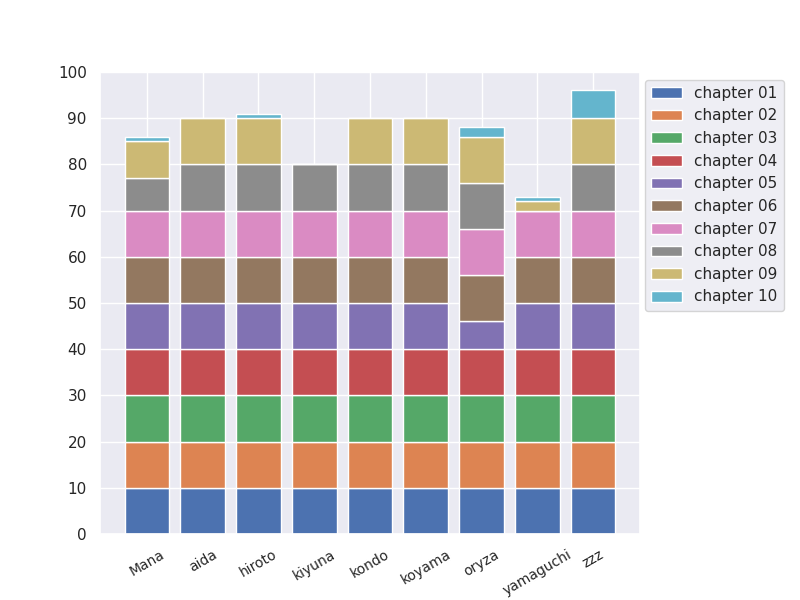 100
90
80
70
60
50
40
30
20
10
0
Mana aida hiroto kiyuna kondo koyama oryza yamaguchi zzz
chapter 01
chapter 02
chapter 03
chapter 04
chapter 05
chapter 06
chapter 07
chapter 08
chapter 09
chapter 10